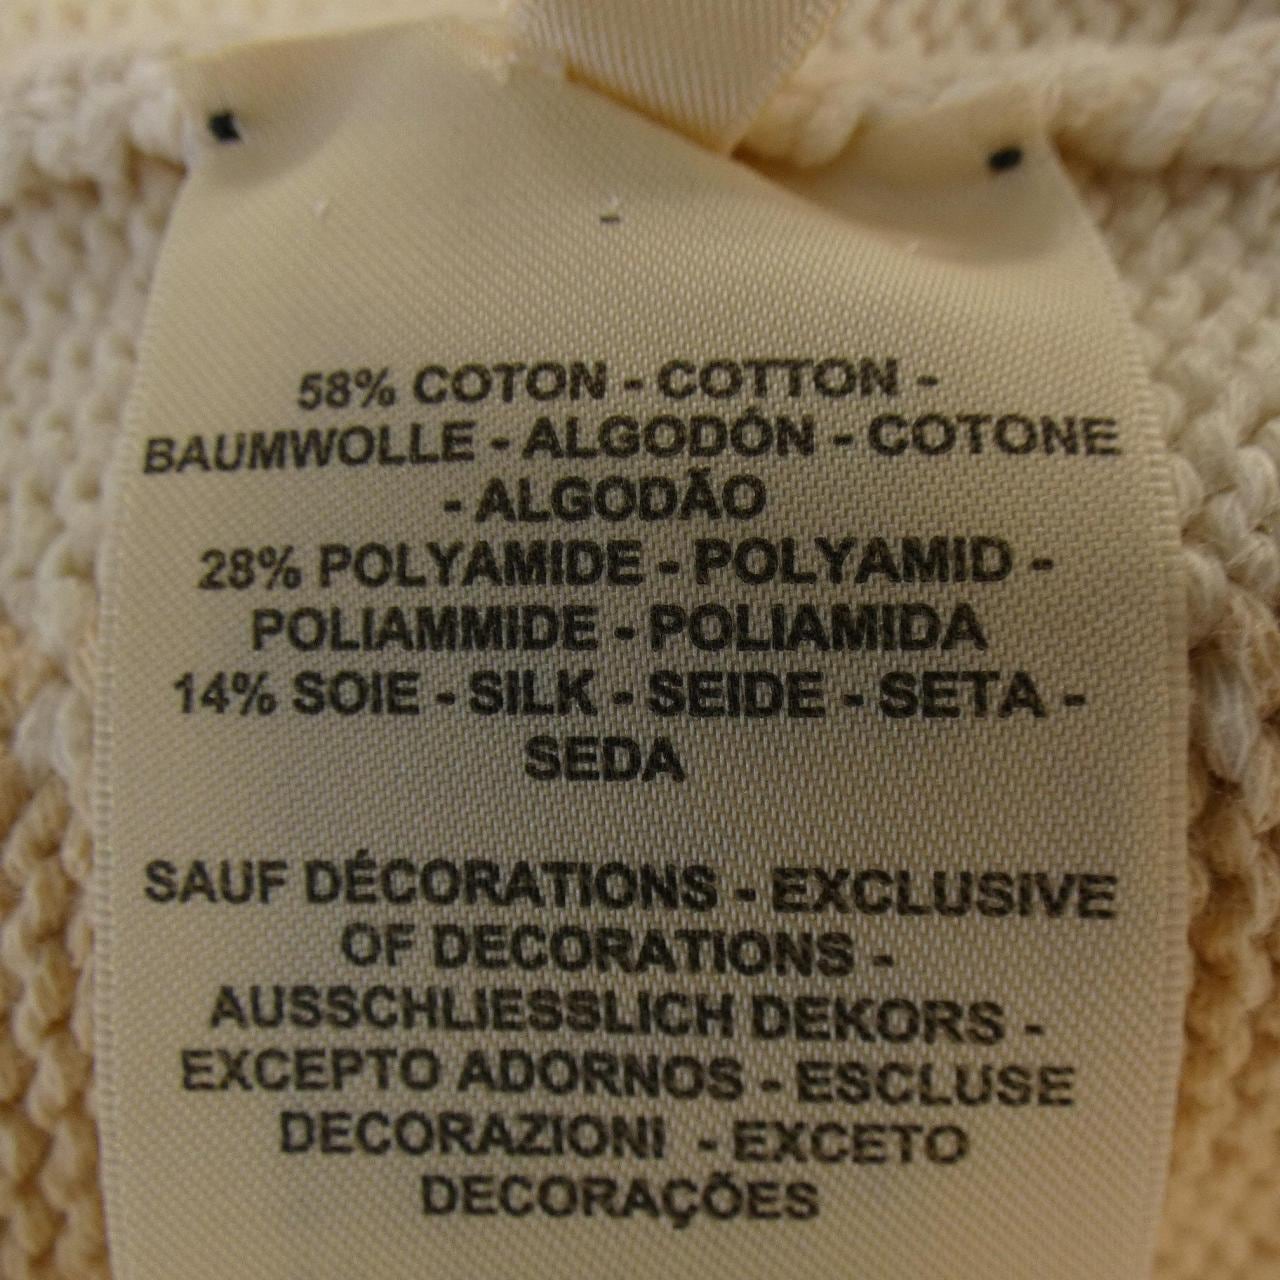 58% COTON - COTTON -
BAUMWOLLE - ALGODÓN - COTONE
- ALGODÃO
28% POLYAMIDE - POLYAMID -
POLIAMMIDE - POLIAMIDA
14% SOIE - SILK - SEIDE - SETA -
SEDA
SAUF DÉCORATIONS - EXCLUSIVE
OF DECORATIONS -
AUSSCHLIESSLICH DEKORS -
EXCEPTO ADORNOS - ESCLUSE
DECORAZIONI - EXCETO
DECORAÇÕES